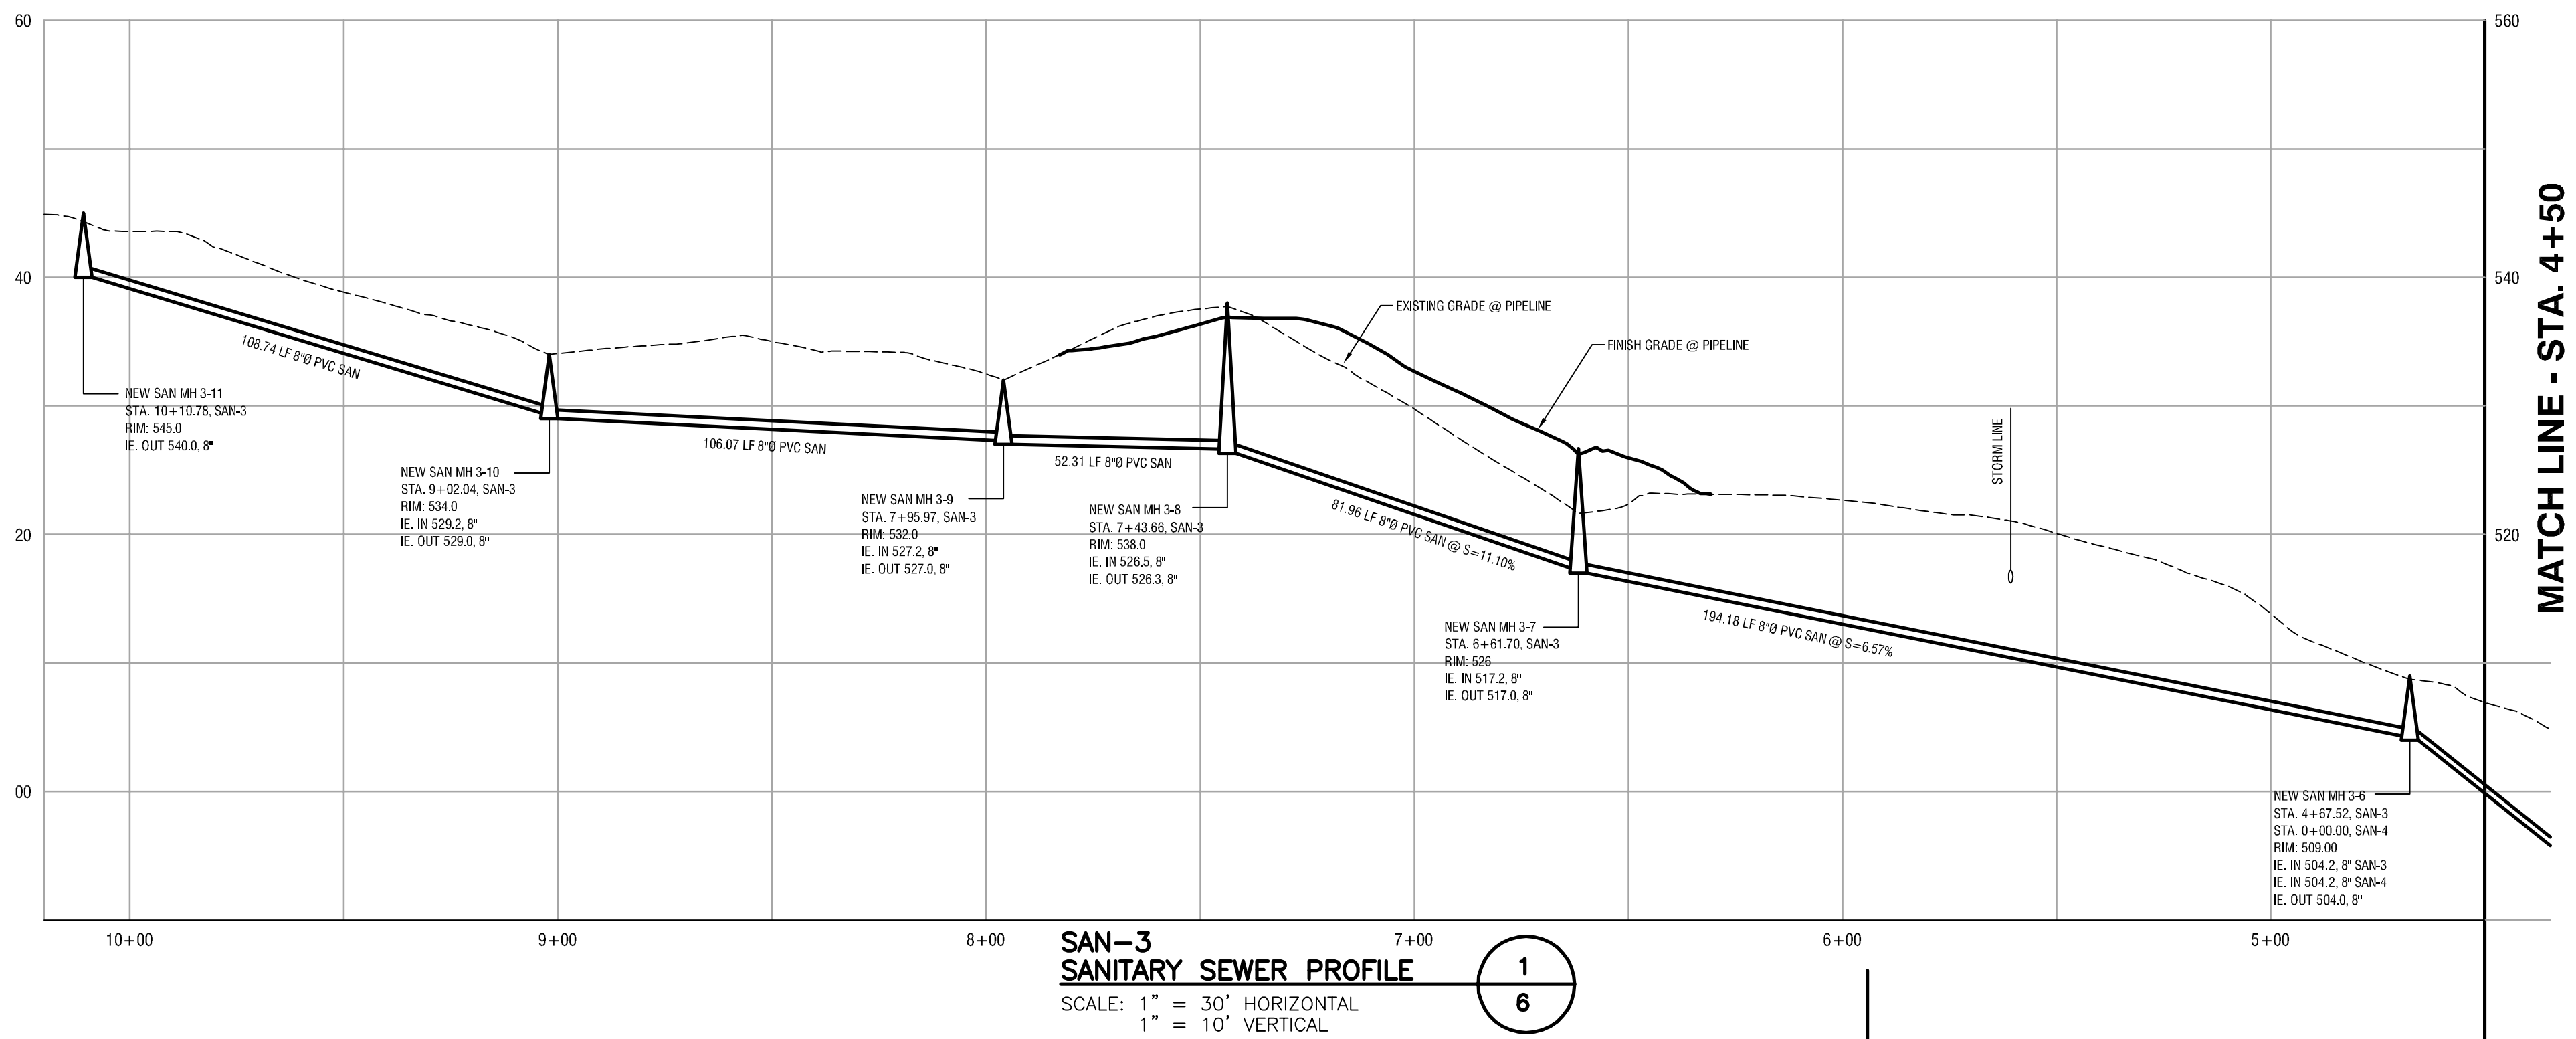 60
40
20
00
560
540
520
MATCH LINE - STA. 4+50
EXISTING GRADE @ PIPELINE
FINISH GRADE @ PIPELINE
STORM LINE
108.74 LF 8"Ø PVC SAN
106.07 LF 8"Ø PVC SAN
52.31 LF 8"Ø PVC SAN
81.96 LF 8"Ø PVC SAN @ S=11.10%
194.18 LF 8"Ø PVC SAN @ S=6.57%
NEW SAN MH 3-11
STA. 10+10.78, SAN-3
RIM: 545.0
IE. OUT 540.0, 8"
NEW SAN MH 3-10
STA. 9+02.04, SAN-3
RIM: 534.0
IE. IN 529.2, 8"
IE. OUT 529.0, 8"
NEW SAN MH 3-9
STA. 7+95.97, SAN-3
RIM: 532.0
IE. IN 527.2, 8"
IE. OUT 527.0, 8"
NEW SAN MH 3-8
STA. 7+43.66, SAN-3
RIM: 538.0
IE. IN 526.5, 8"
IE. OUT 526.3, 8"
NEW SAN MH 3-7
STA. 6+61.70, SAN-3
RIM: 526
IE. IN 517.2, 8"
IE. OUT 517.0, 8"
NEW SAN MH 3-6
STA. 4+67.52, SAN-3
STA. 0+00.00, SAN-4
RIM: 509.00
IE. IN 504.2, 8" SAN-3
IE. IN 504.2, 8" SAN-4
IE. OUT 504.0, 8"
10+00
9+00
8+00
7+00
6+00
5+00
SAN-3
SANITARY SEWER PROFILE
SCALE: 1" = 30' HORIZONTAL
1" = 10' VERTICAL
1
6